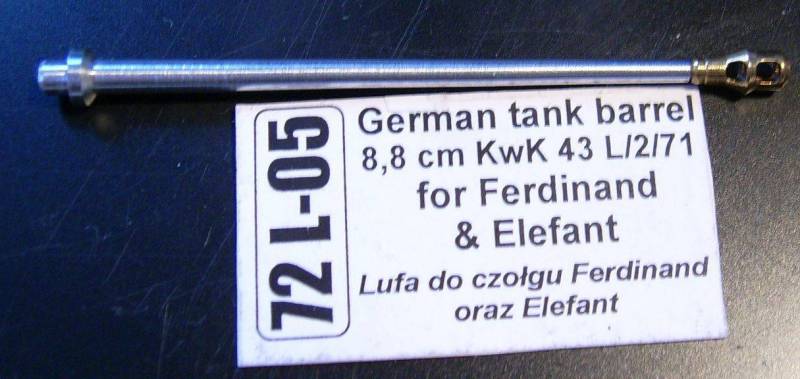 72 L-05
German tank barrel
8,8 cm KwK 43 L/2/71
for Ferdinand
& Elefant
Lufa do czołgu Ferdinand
oraz Elefant